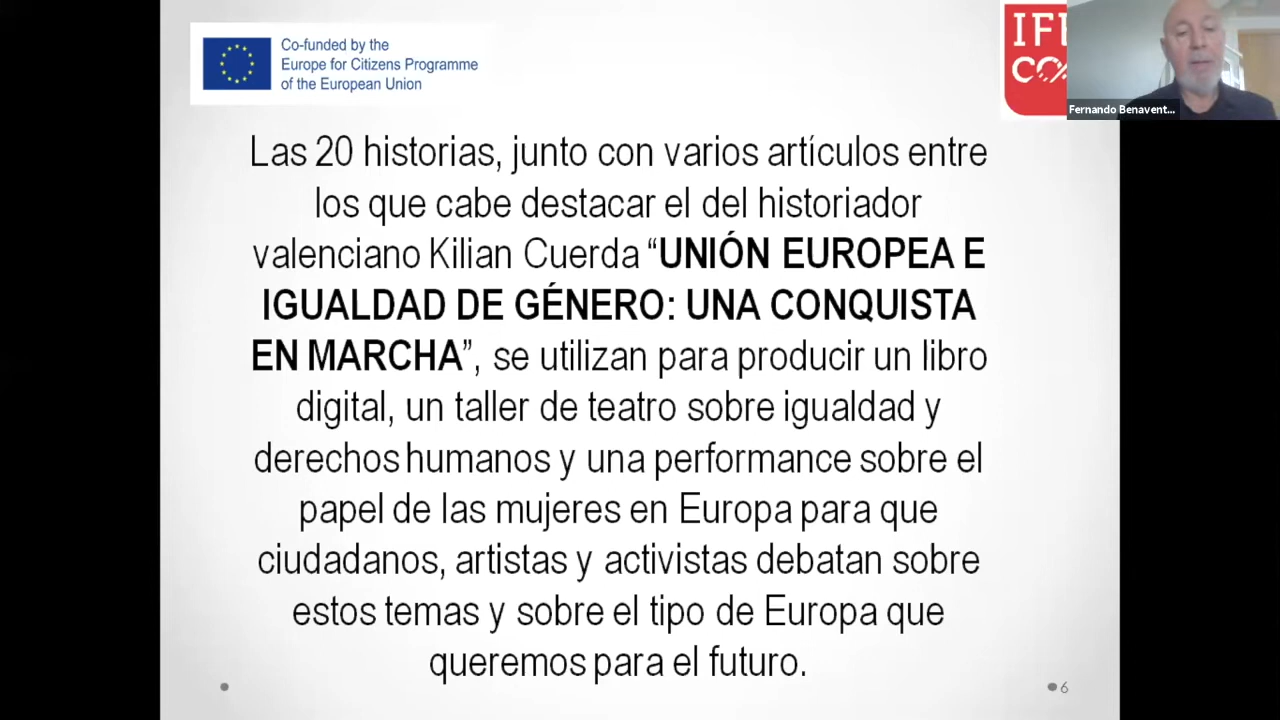 Co-funded by the
Europe for Citizens Programme
of the European Union
Fernando Benavent...
Las 20 historias, junto con varios artículos entre
los que cabe destacar el del historiador
valenciano Kilian Cuerda “UNIÓN EUROPEA E
IGUALDAD DE GÉNERO: UNA CONQUISTA
EN MARCHA”, se utilizan para producir un libro
digital, un taller de teatro sobre igualdad y
derechos humanos y una performance sobre el
papel de las mujeres en Europa para que
ciudadanos, artistas y activistas debatan sobre
estos temas y sobre el tipo de Europa que
queremos para el futuro.
6